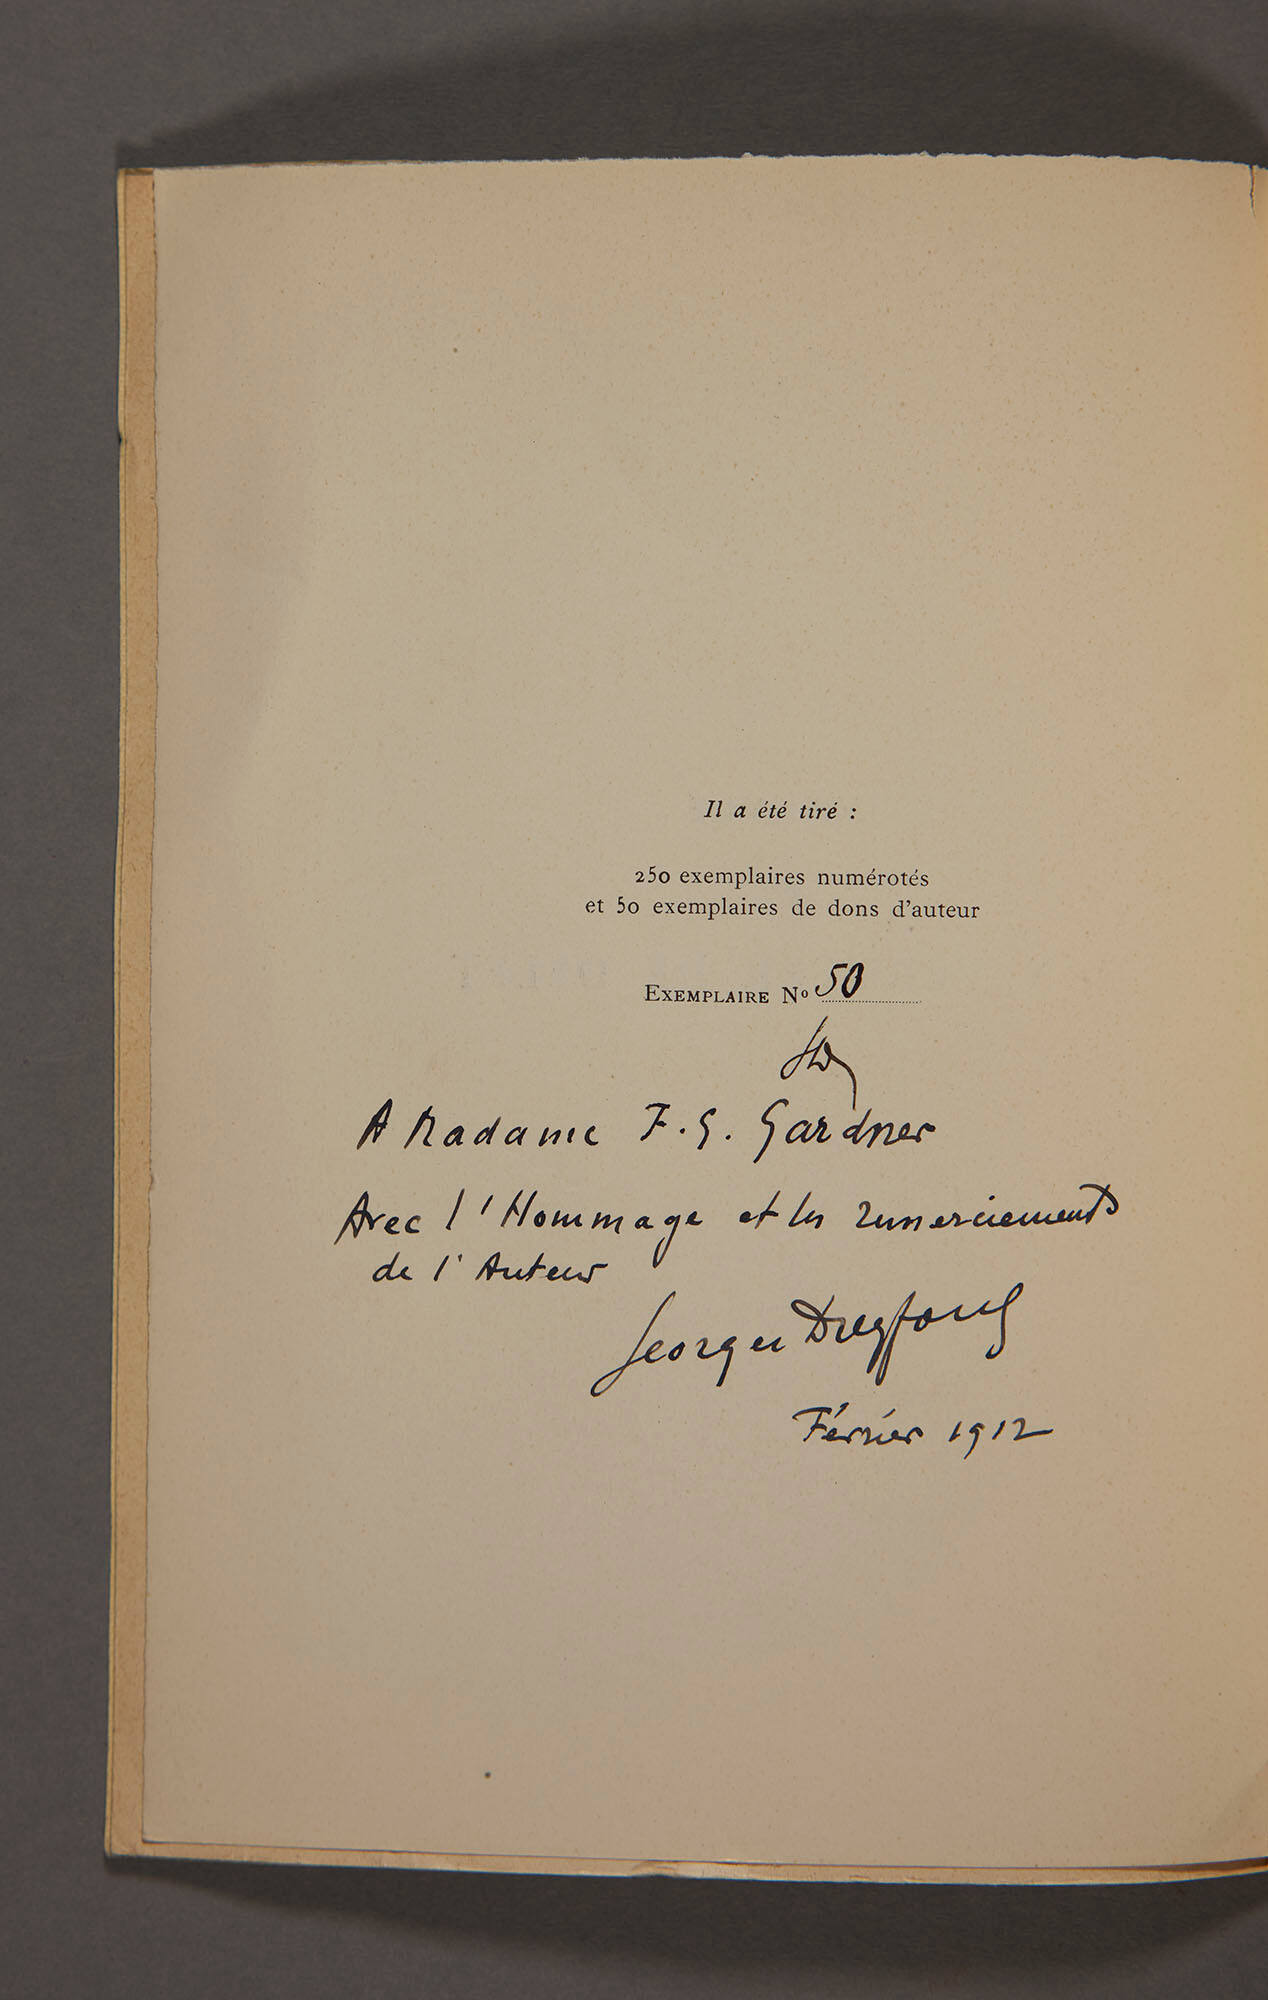 Il a été tiré :
250 exemplaires numérotés
et 50 exemplaires de dons d'auteur
EXEMPLAIRE Nº 50
A Madame F. G. Gardner
Avec l'Hommage et les remerciements
de l'Auteur
Georges Dreyfous
Février 1912